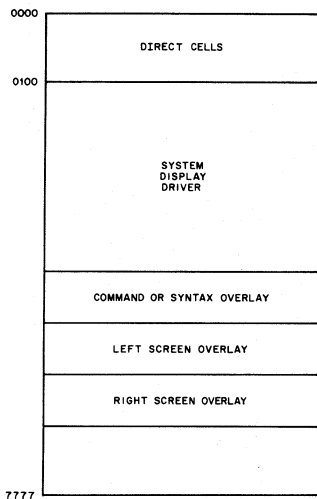 0000
DIRECT CELLS
0100
SYSTEM
DISPLAY
DRIVER
COMMAND OR SYNTAX OVERLAY
LEFT SCREEN OVERLAY
RIGHT SCREEN OVERLAY
7777